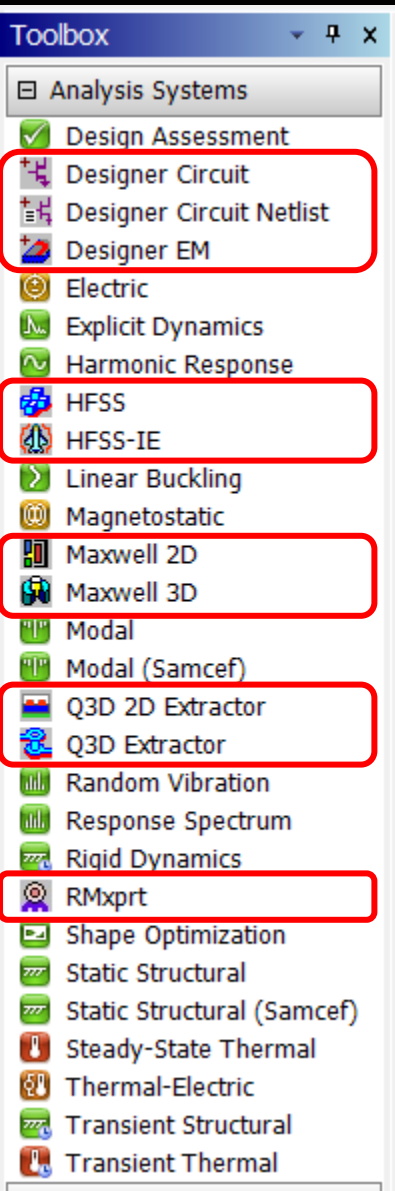 Toolbox
Analysis Systems
Design Assessment
Designer Circuit
Designer Circuit Netlist
Designer EM
Electric
Explicit Dynamics
Harmonic Response
HFSS
HFSS-IE
Linear Buckling
Magnetostatic
Maxwell 2D
Maxwell 3D
Modal
Modal (Samcef)
Q3D 2D Extractor
Q3D Extractor
Random Vibration
Response Spectrum
Rigid Dynamics
RMxprt
Shape Optimization
Static Structural
Static Structural (Samcef)
Steady-State Thermal
Thermal-Electric
Transient Structural
Transient Thermal